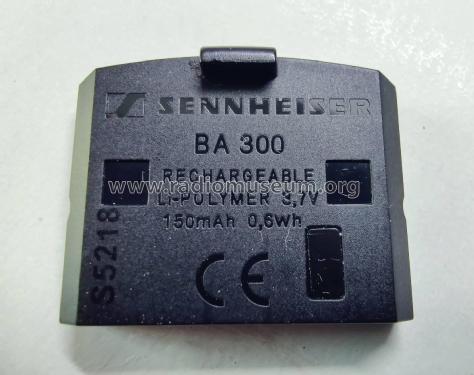 SENNHEISER
BA 300
RECHARGEABLE
Li-POLYMER 3,7V
150mAh 0,6Wh
CE
S5218
www.radiomuseum.org